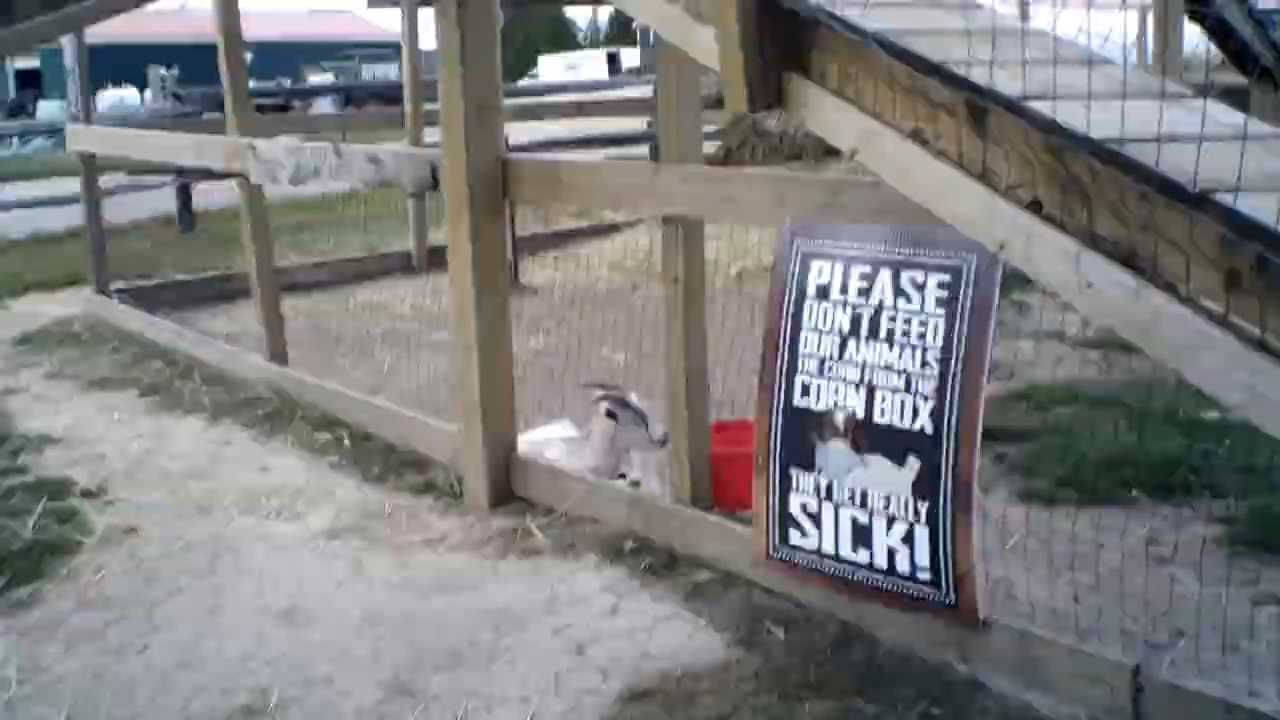 PLEASE
DON'T FEED
OUR ANIMALS
THE CORN FROM THE
CORN BOX
THEY GET REALLY
SICK!